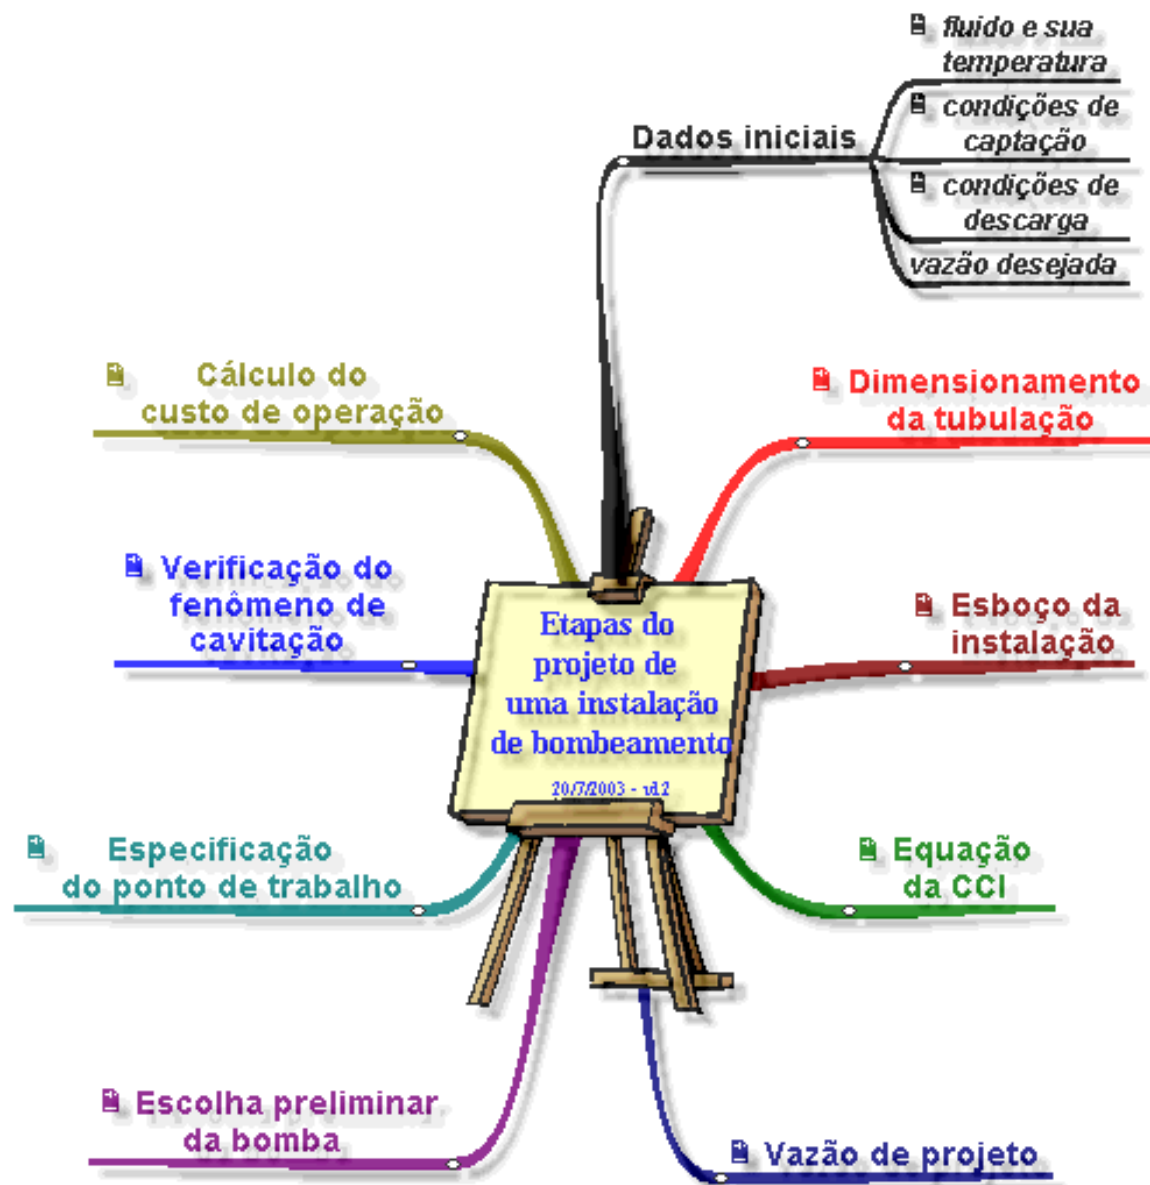 fluido e sua
temperatura
condições de
captação
condições de
descarga
vazão desejada
Dados iniciais
Dimensionamento
da tubulação
Esboço da
instalação
Equação
da CCI
Vazão de projeto
Escolha preliminar
da bomba
Especificação
do ponto de trabalho
Verificação do
fenômeno de
cavitação
Cálculo do
custo de operação
Etapas do
projeto de
uma instalação
de bombeamento
20/7/2003 -